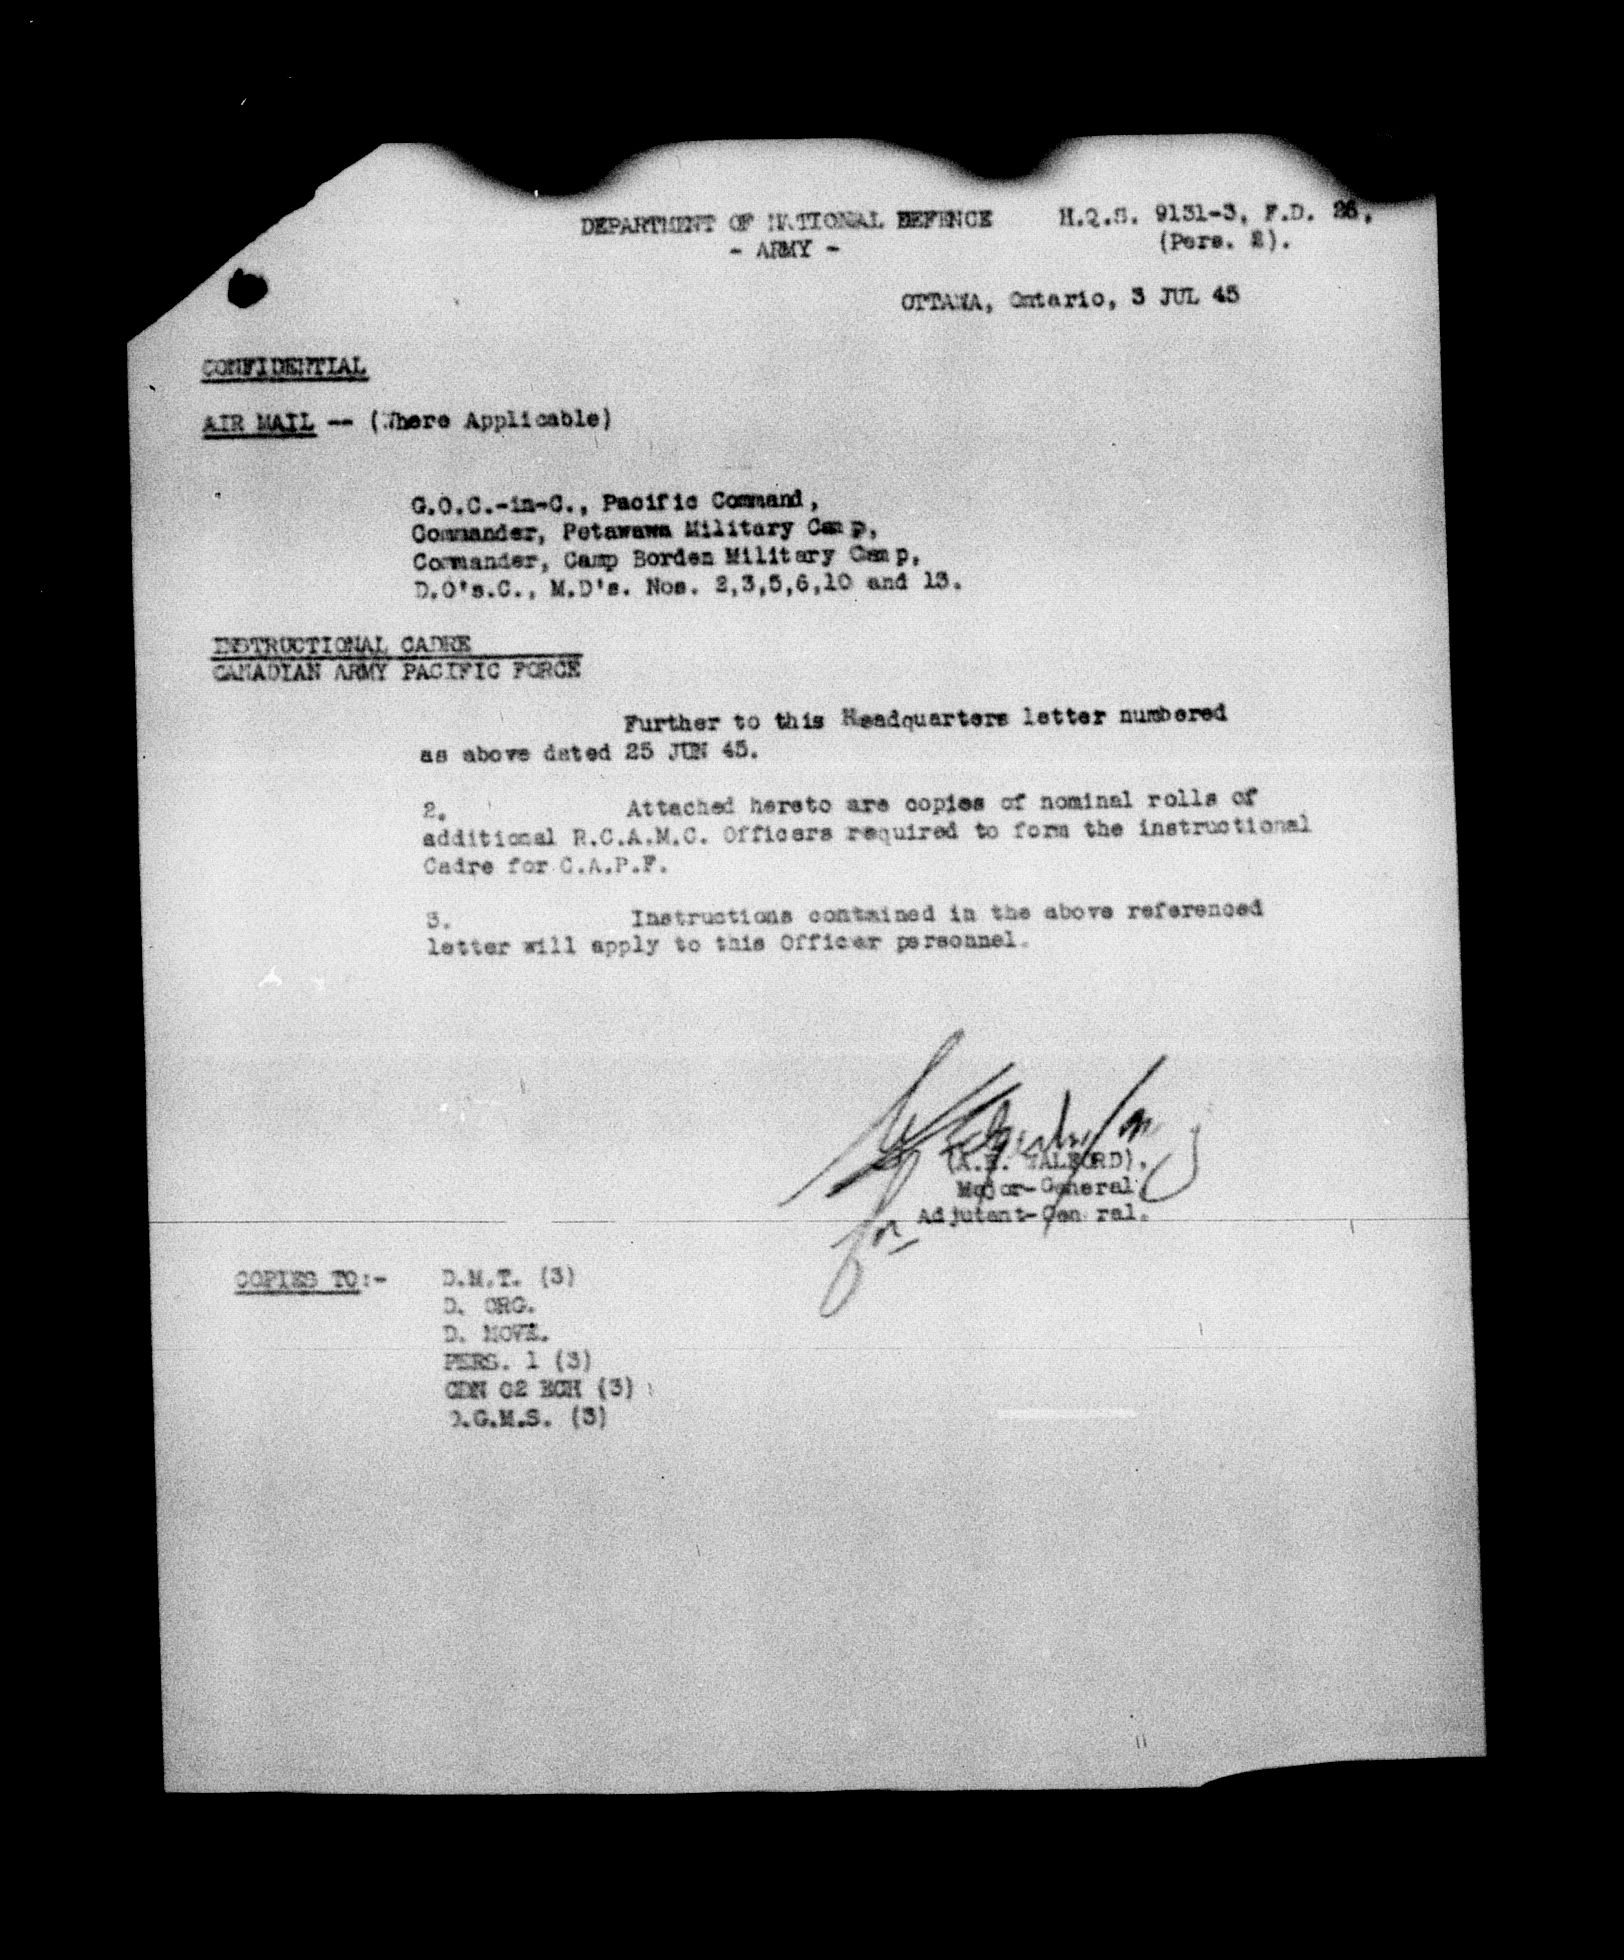 DEPARTMENT OF NATIONAL DEFENCE
- ARMY -
H.Q.S. 9131-3, F.D. 26,
(Pers. 2).
OTTAWA, Ontario, 3 JUL 45
CONFIDENTIAL
AIR MAIL -- (Where Applicable)
G.O.C.-in-C., Pacific Command,
Commander, Petawawa Military Camp,
Commander, Camp Borden Military Camp,
D.O's.C., M.D's. Nos. 2,3,5,6,10 and 13.
INSTRUCTIONAL CADRE
CANADIAN ARMY PACIFIC FORCE
Further to this Headquarters letter numbered
as above dated 25 JUN 45.
2. Attached hereto are copies of nominal rolls of
additional R.C.A.M.C. Officers required to form the instructional
Cadre for C.A.P.F.
3. Instructions contained in the above referenced
letter will apply to this Officer personnel.
(A.E. WALFORD),
Major-General,
for Adjutant-General.
COPIES TO:- D.M.T. (3)
D. ORG.
D. MOVE.
PERS. 1 (3)
CDN 02 ECH (3)
D.G.M.S. (3)